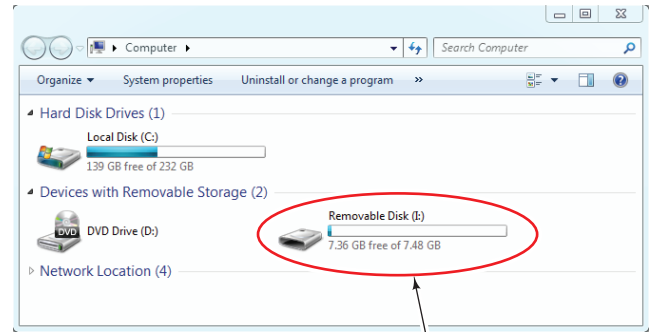 Computer
Search Computer
Organize System properties Uninstall or change a program »
Hard Disk Drives (1)
Local Disk (C:)
139 GB free of 232 GB
Devices with Removable Storage (2)
DVD
DVD Drive (D:)
Removable Disk (I:)
7.36 GB free of 7.48 GB
Network Location (4)